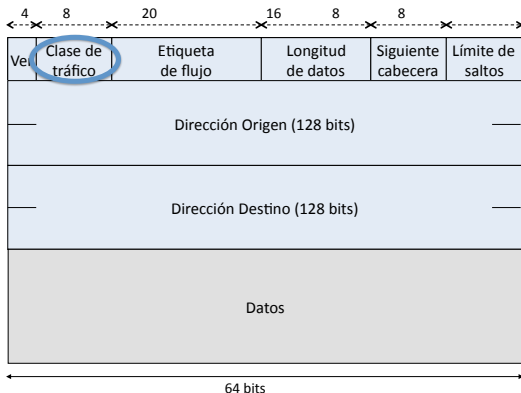 4 8 20 16 8 8
Ver Clase de tráfico Etiqueta de flujo Longitud de datos Siguiente cabecera Límite de saltos
Dirección Origen (128 bits)
Dirección Destino (128 bits)
Datos
64 bits